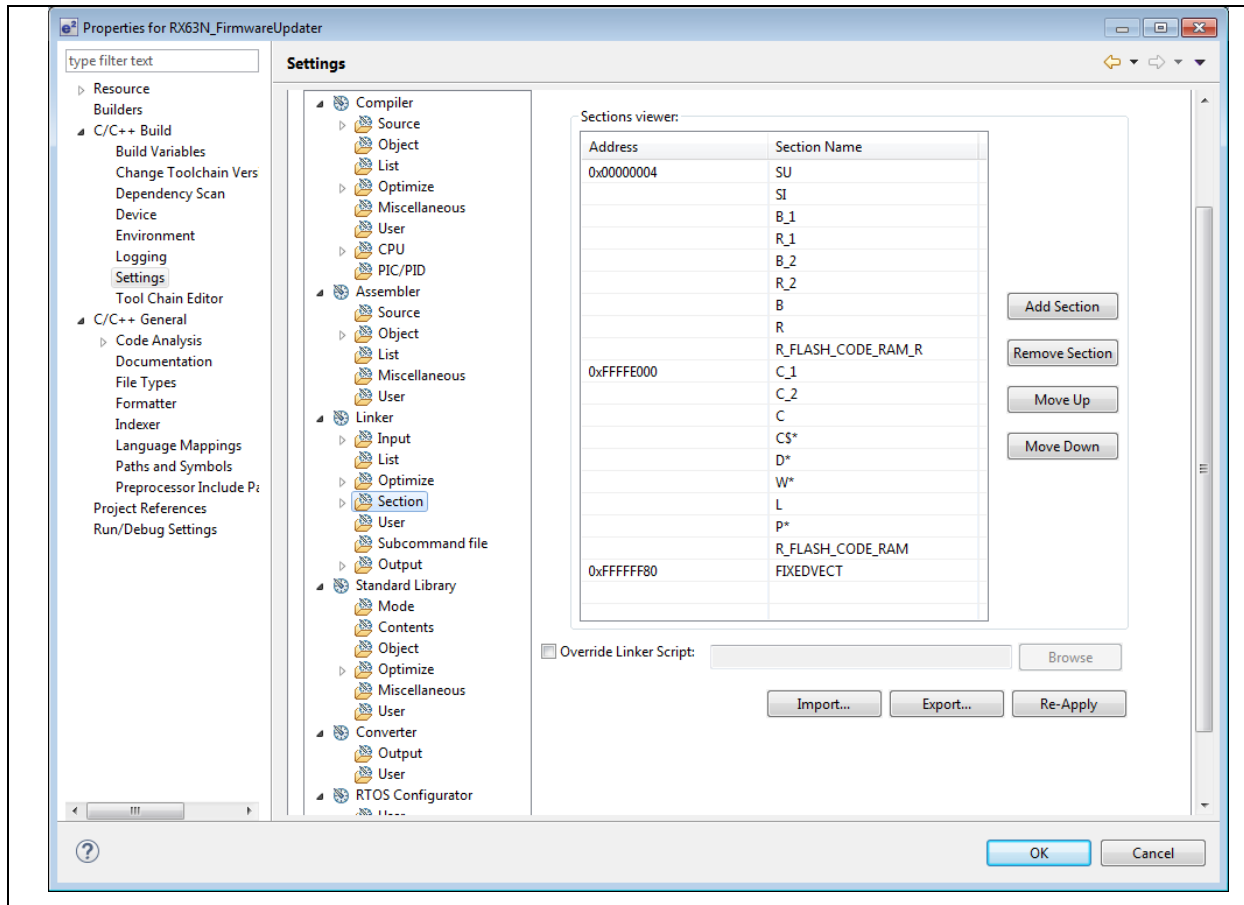 e² Properties for RX63N_FirmwareUpdater
type filter text
Settings
Resource
Builders
C/C++ Build
Build Variables
Change Toolchain Vers
Dependency Scan
Device
Environment
Logging
Settings
Tool Chain Editor
C/C++ General
Code Analysis
Documentation
File Types
Formatter
Indexer
Language Mappings
Paths and Symbols
Preprocessor Include Pa
Project References
Run/Debug Settings
Compiler
Source
Object
List
Optimize
Miscellaneous
User
CPU
PIC/PID
Assembler
Source
Object
List
Miscellaneous
User
Linker
Input
List
Optimize
Section
User
Subcommand file
Output
Standard Library
Mode
Contents
Object
Optimize
Miscellaneous
User
Converter
Output
User
RTOS Configurator
Sections viewer:
Address Section Name
0x00000004 SU
SI
B_1
R_1
B_2
R_2
B
R
R_FLASH_CODE_RAM_R
0xFFFFE000 C_1
C_2
C
C$*
D*
W*
L
P*
R_FLASH_CODE_RAM
0xFFFFFF80 FIXEDVECT
Add Section
Remove Section
Move Up
Move Down
Override Linker Script:
Browse
Import... Export... Re-Apply
OK Cancel